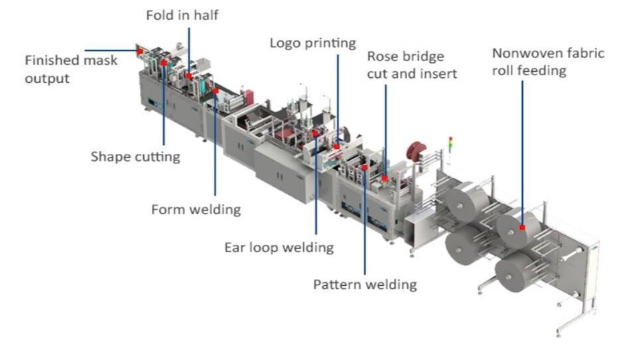 Fold in half
Finished mask
output
Logo printing
Rose bridge
cut and insert
Nonwoven fabric
roll feeding
Shape cutting
Form welding
Ear loop welding
Pattern welding